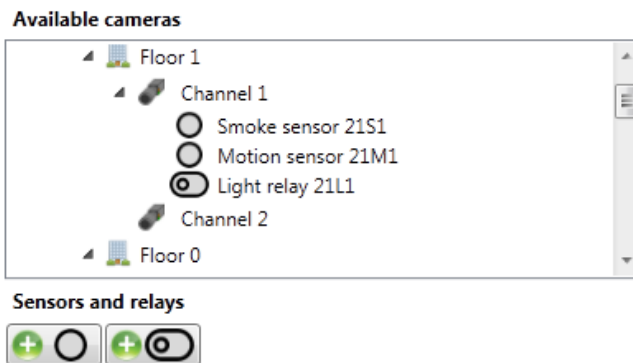 Available cameras
Floor 1
Channel 1
Smoke sensor 21S1
Motion sensor 21M1
Light relay 21L1
Channel 2
Floor 0
Sensors and relays